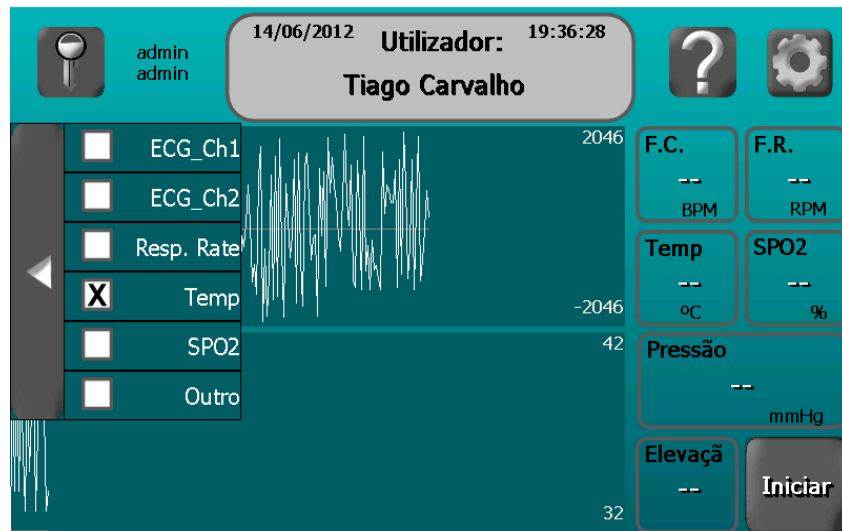 admin
admin
14/06/2012
Utilizador:
19:36:28
Tiago Carvalho
?
X
ECG_Ch1
ECG_Ch2
Resp. Rate
Temp
SPO2
Outro
2046
-2046
42
32
F.C.
--
BPM
F.R.
--
RPM
Temp
--
ºC
SPO2
--
%
Pressão
--
mmHg
Elevaçã
--
Iniciar